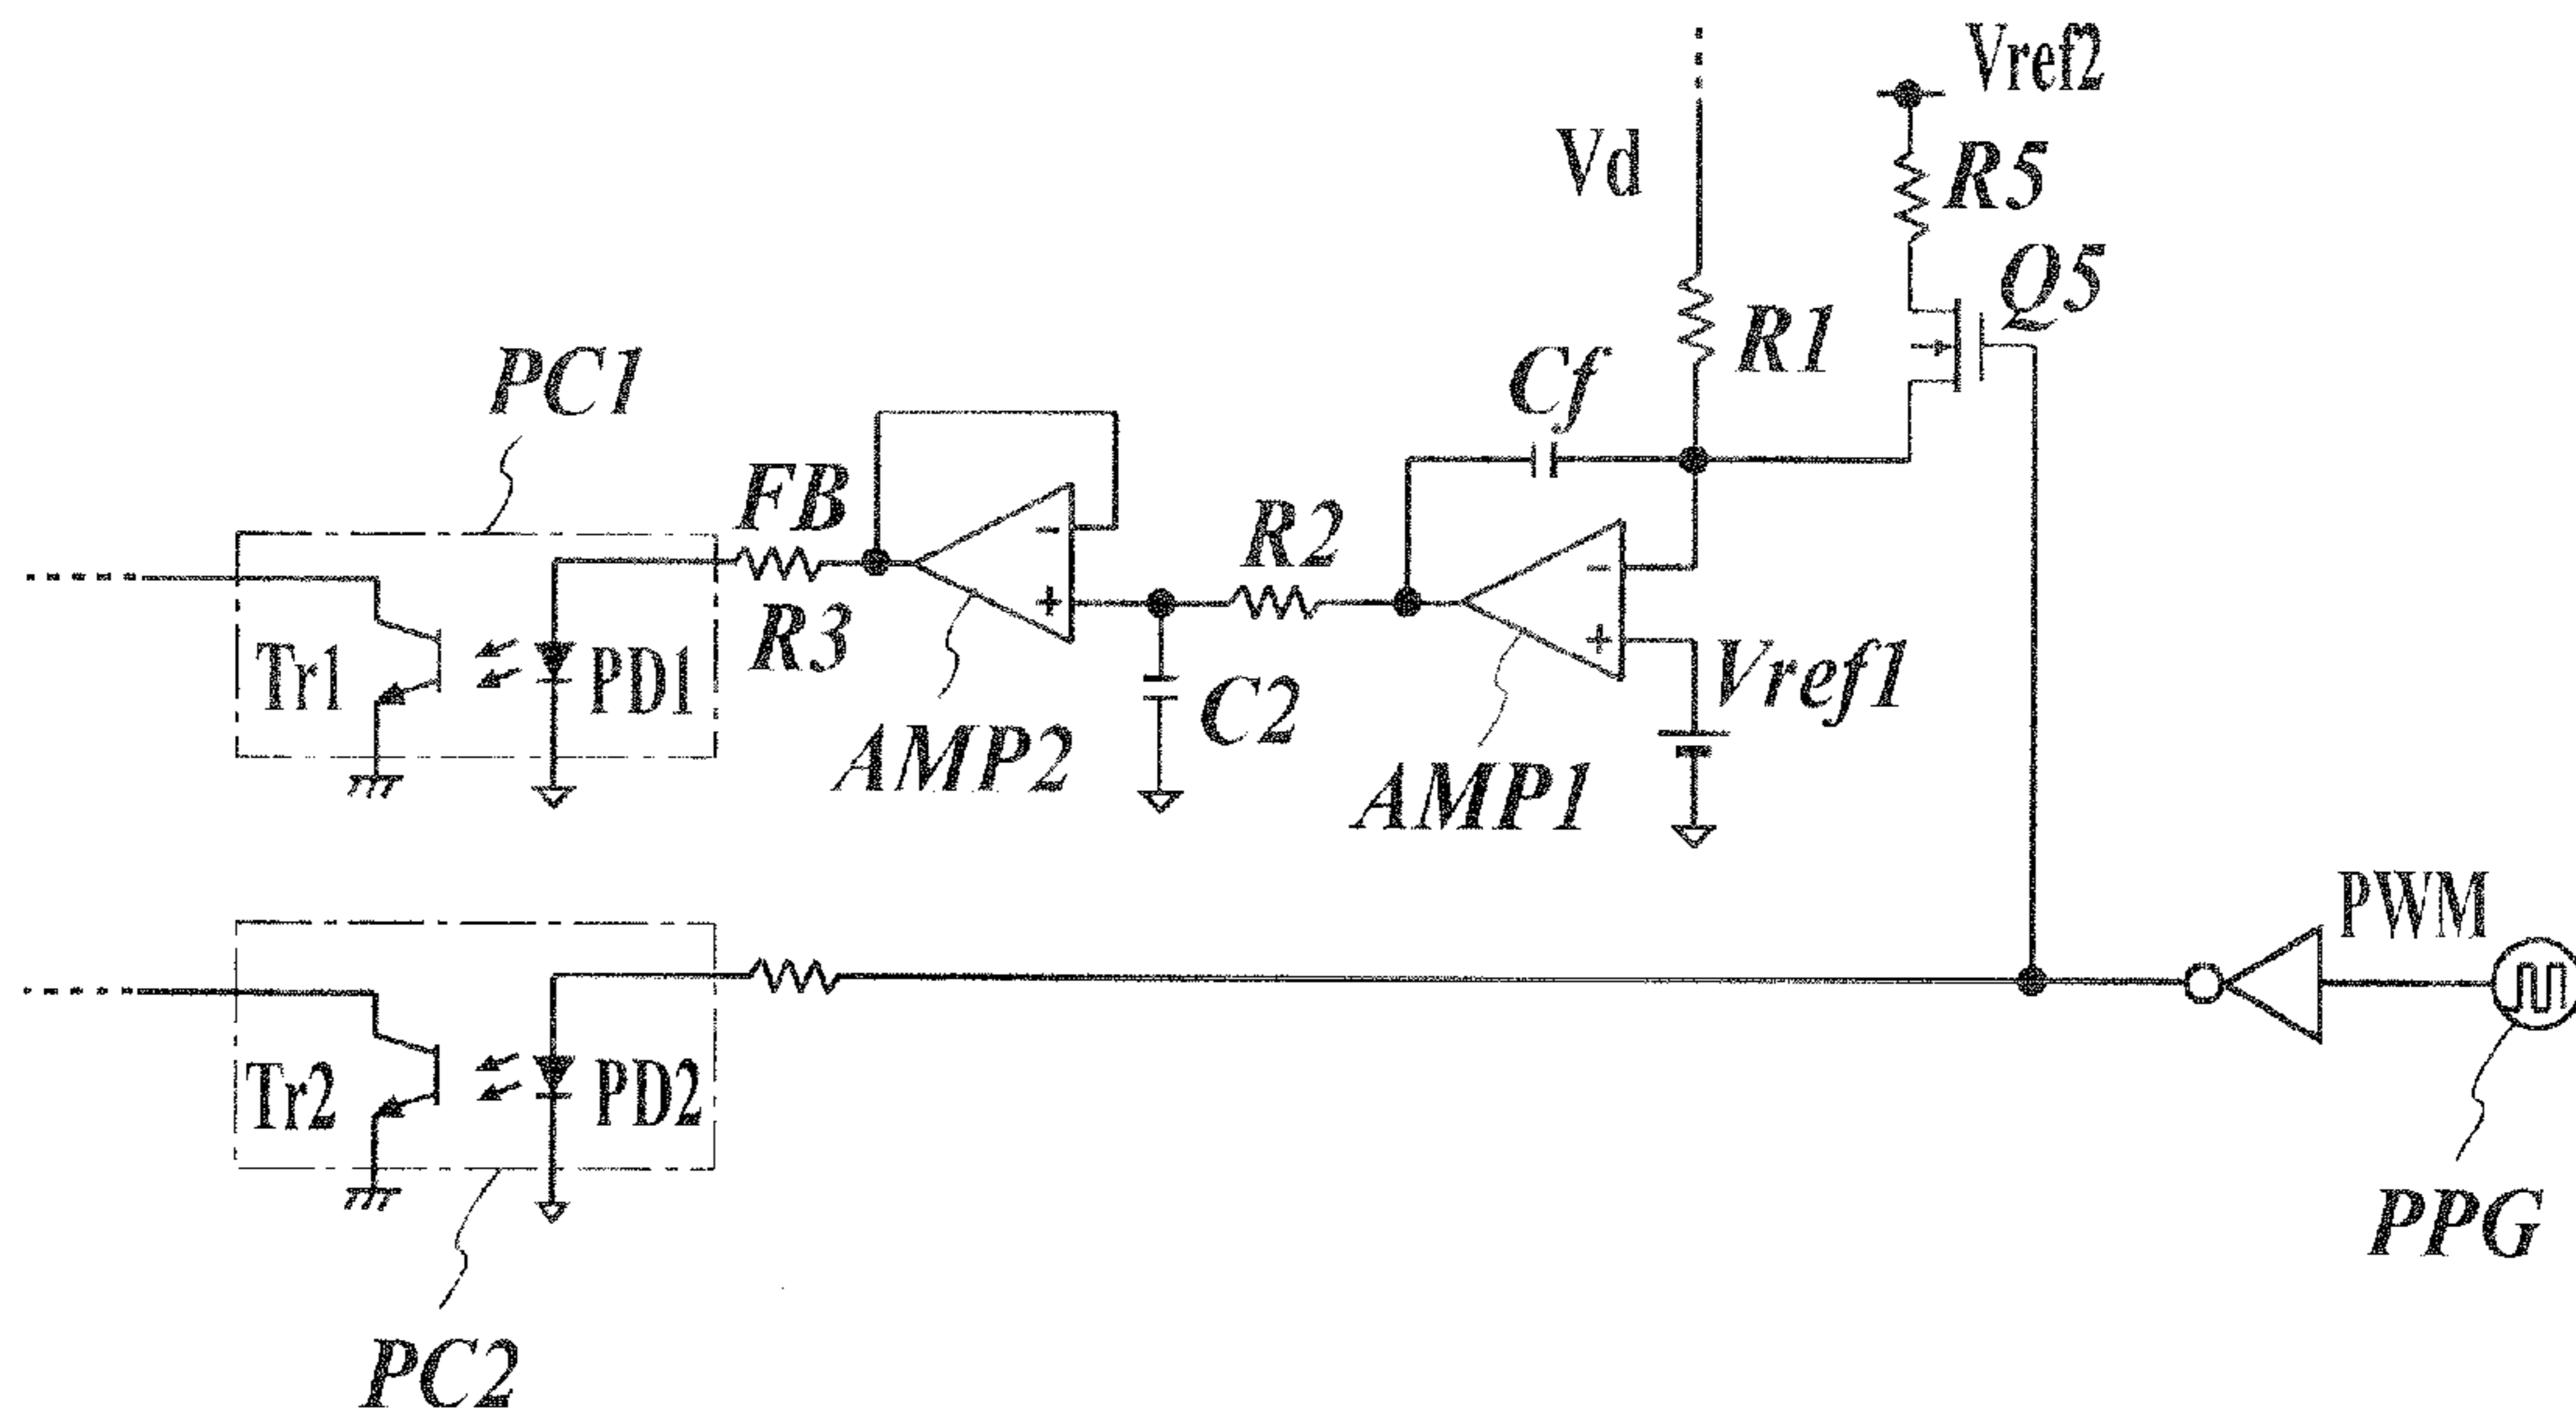 Vref2
Vd
R5
Q5
R1
Cf
PC1
FB
R2
R3
Tr1
PD1
Vref1
C2
AMP2
AMP1
-
+
-
+
PWM
Tr2
PD2
PPG
PC2